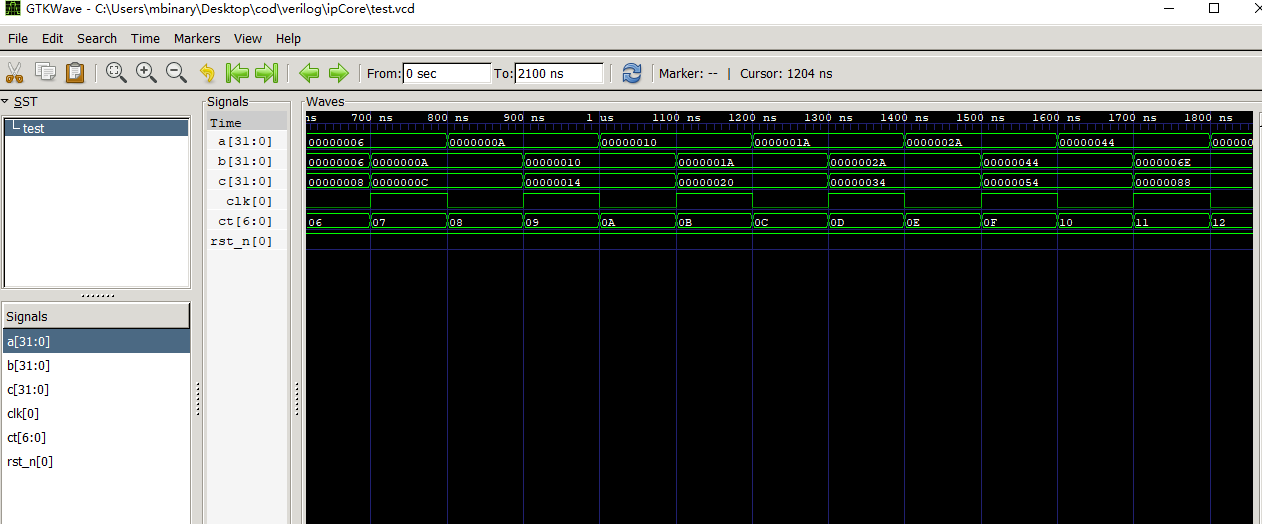 GTKWave - C:\Users\mbinary\Desktop\cod\verilog\ipCore\test.vcd
File Edit Search Time Markers View Help
From: 0 sec To: 2100 ns Marker: -- | Cursor: 1204 ns
SST
test
Signals
a[31:0]
b[31:0]
c[31:0]
clk[0]
ct[6:0]
rst_n[0]
Signals
Time
a[31:0]
b[31:0]
c[31:0]
clk[0]
ct[6:0]
rst_n[0]
Waves
ns 700 ns 800 ns 900 ns 1 us 1100 ns 1200 ns 1300 ns 1400 ns 1500 ns 1600 ns 1700 ns 1800 ns
00000006 0000000A 00000010 0000001A 0000002A 00000044 000000
00000006 0000000A 00000010 0000001A 0000002A 00000044 0000006E
00000008 0000000C 00000014 00000020 00000034 00000054 00000088
06 07 08 09 0A 0B 0C 0D 0E 0F 10 11 12